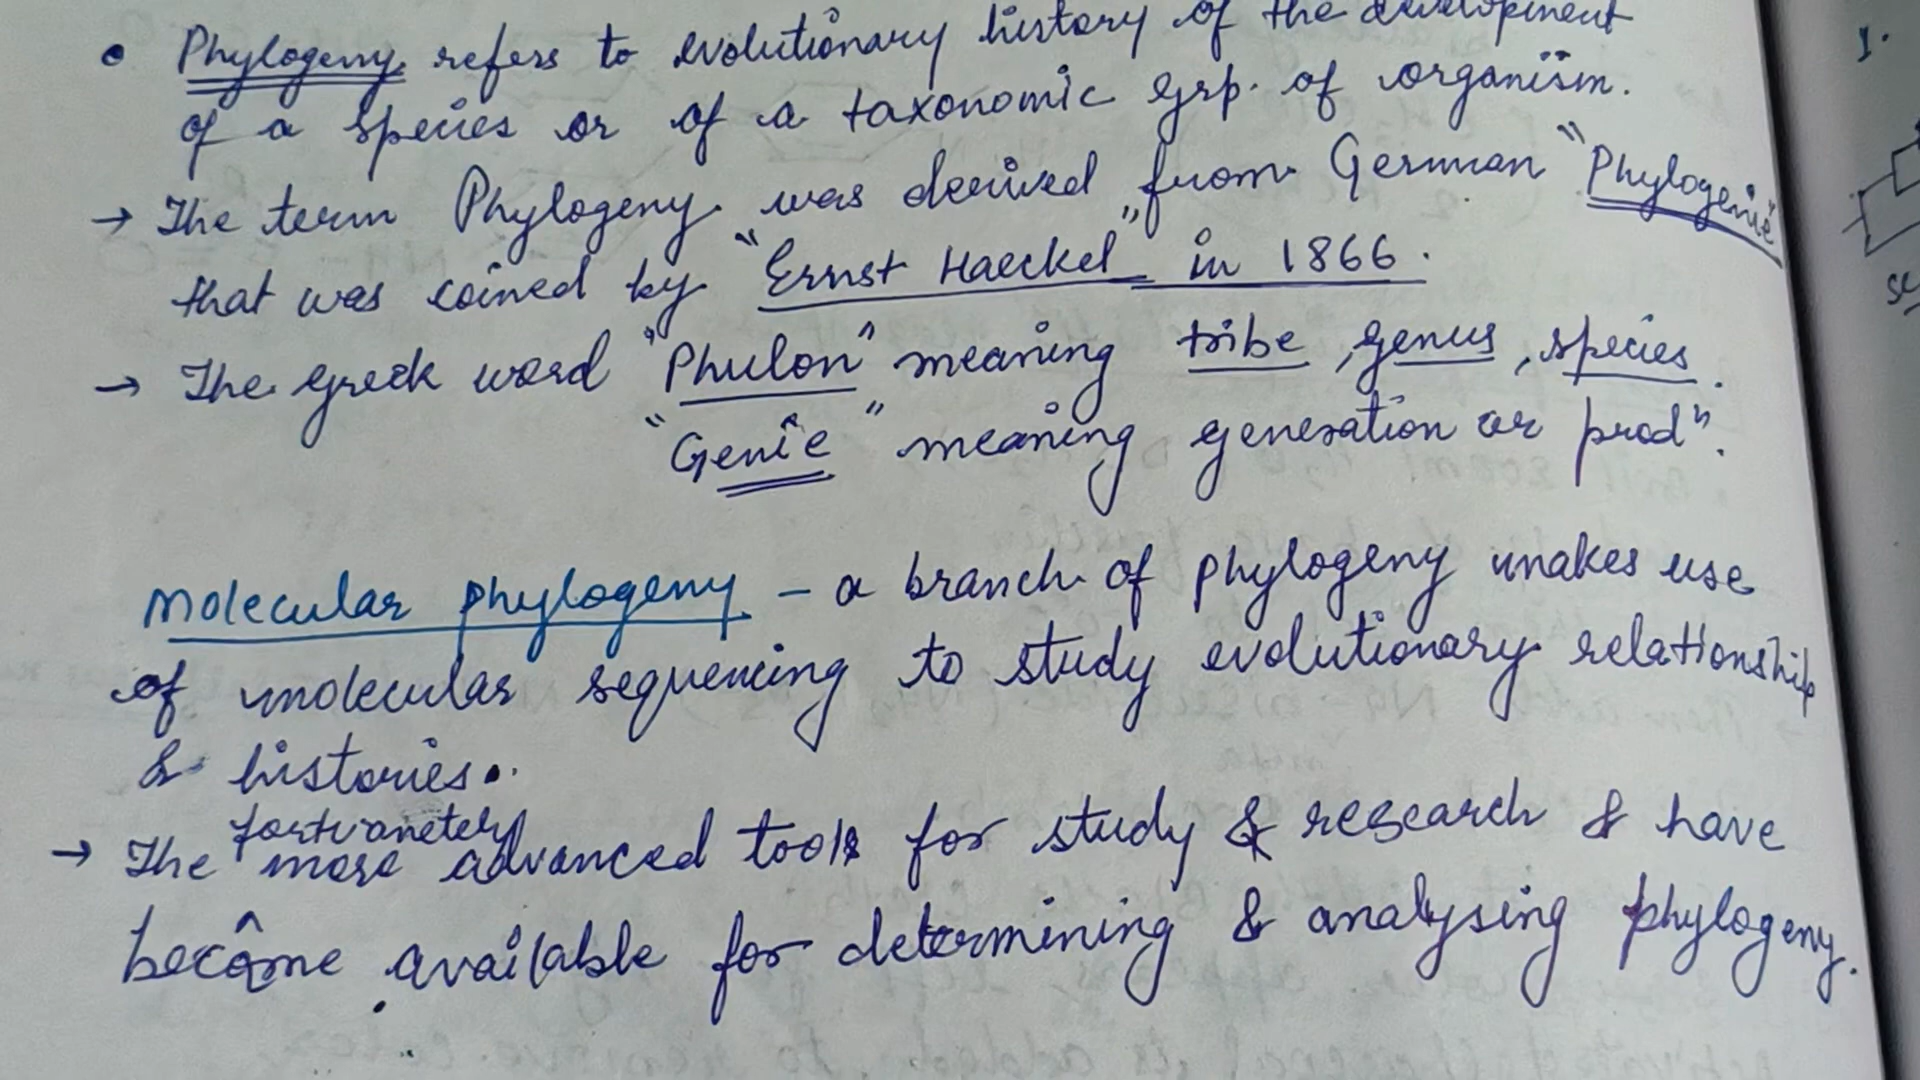 • Phylogeny refers to evolutionary history of the development
of a species or of a taxonomic grp. of organism.
→ The term Phylogeny was derived from German "Phylogenie"
that was coined by "Ernst Haeckel" in 1866.
→ The greek word "Phulon" meaning tribe, genus, species.
"Genie" meaning generation or prodⁿ.
Molecular phylogeny - a branch of phylogeny makes use
of molecular sequencing to study evolutionary relationship
& histories.
→ The more advanced tools for study & research & have
become available for determining & analysing phylogeny.
1.